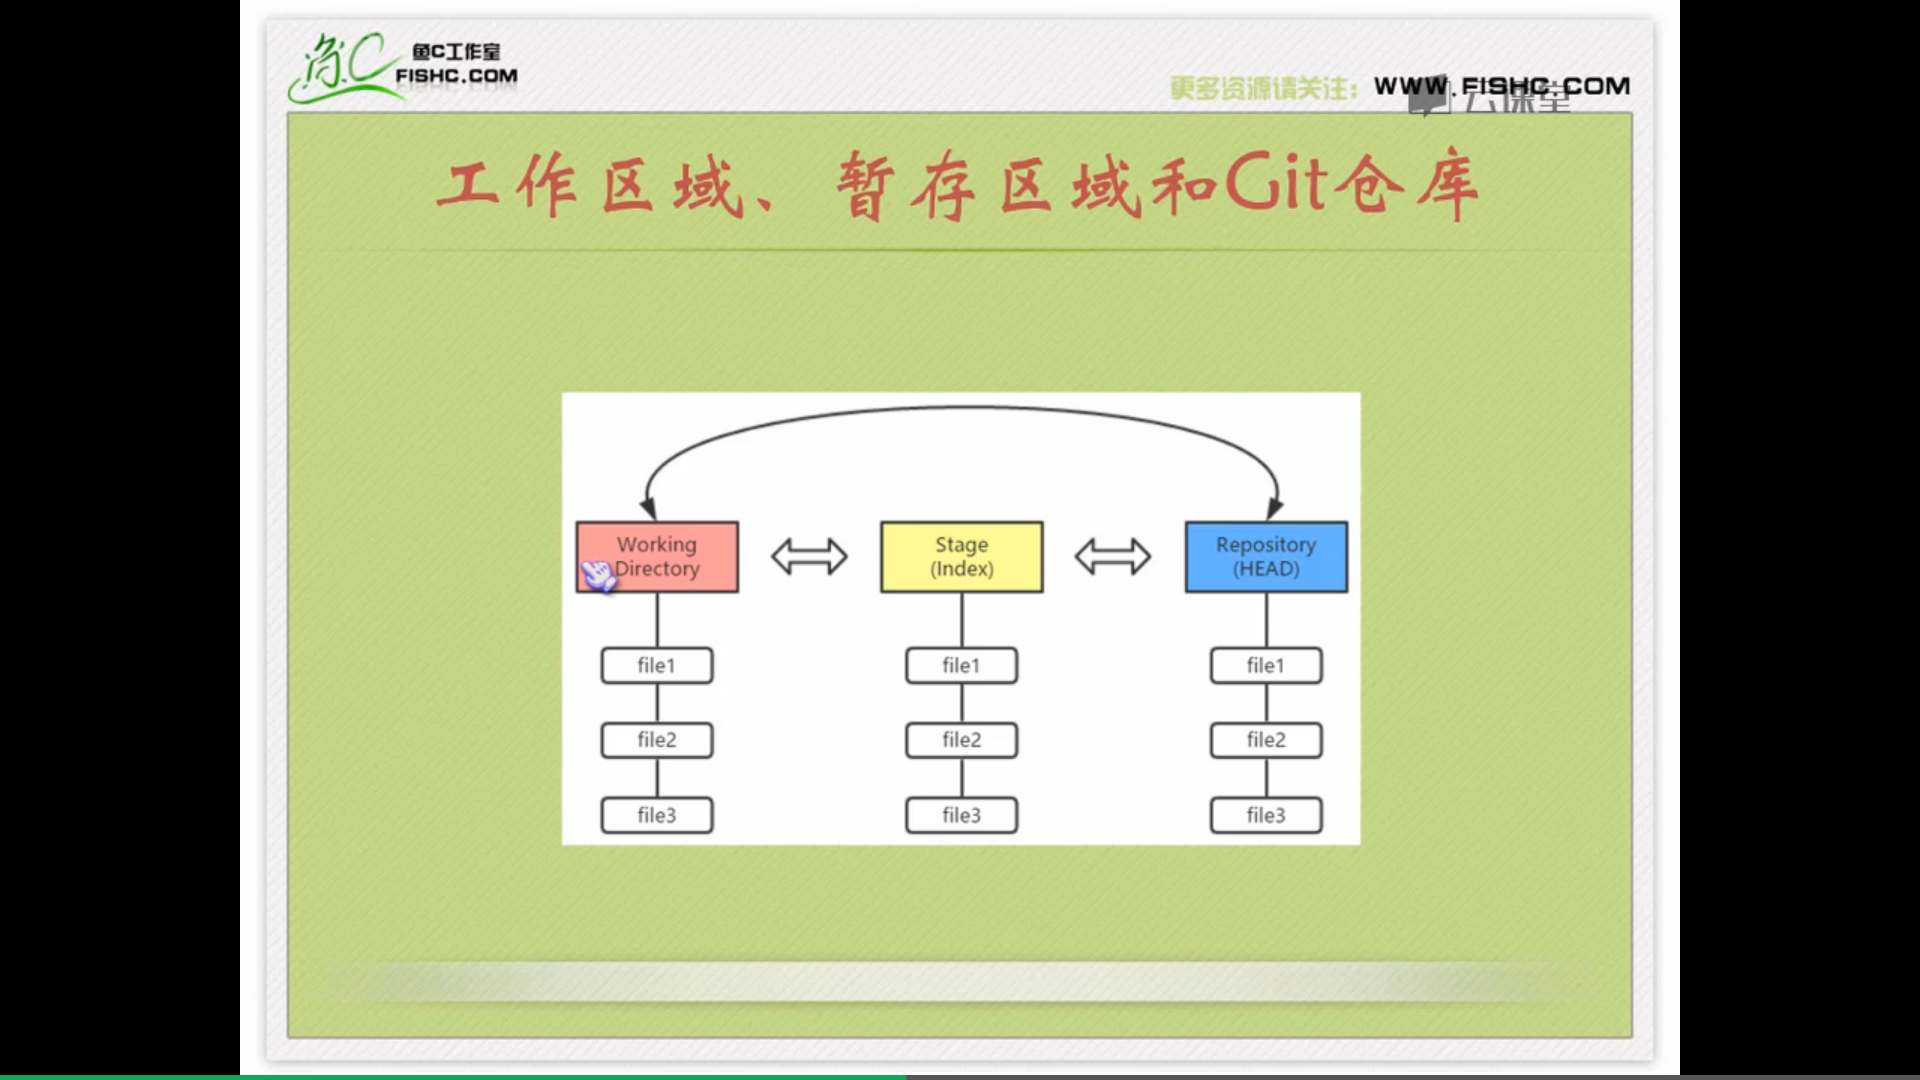 鱼C
鱼C工作室
FISHC.COM
更多资源请关注：
WWW.FISHC.COM
云课堂
工作区域、暂存区域和Git仓库
Working
Directory
Stage
(Index)
Repository
(HEAD)
file1
file1
file1
file2
file2
file2
file3
file3
file3